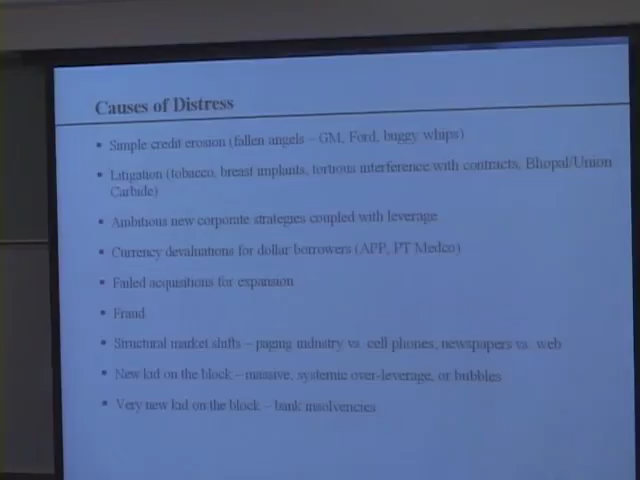 Causes of Distress
▪ Simple credit erosion (fallen angels – GM, Ford, buggy whips)
▪ Litigation (tobacco, breast implants, tortious interference with contracts, Bhopal/Union
Carbide)
▪ Ambitious new corporate strategies coupled with leverage
▪ Currency devaluations for dollar borrowers (APP, PT Medco)
▪ Failed acquisitions for expansion
▪ Fraud
▪ Structural market shifts – paging industry vs. cell phones, newspapers vs. web
▪ New kid on the block – massive, systemic over-leverage, or bubbles
▪ Very new kid on the block – bank insolvencies